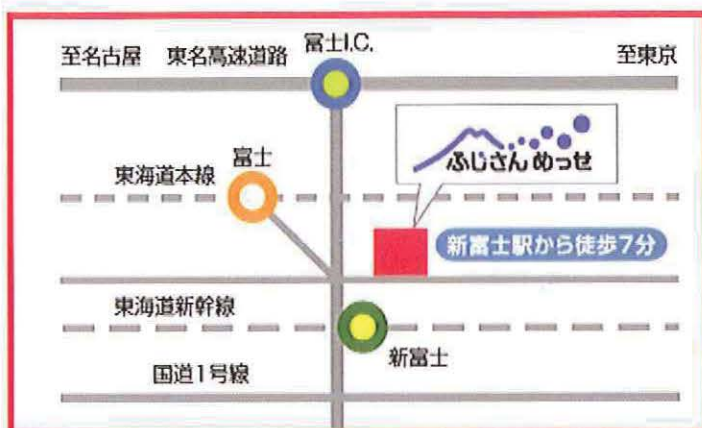 至名古屋 東名高速道路 富士I.C. 至東京
ふじさんめっせ
富士
東海道本線
新富士駅から徒歩7分
東海道新幹線
新富士
国道1号線